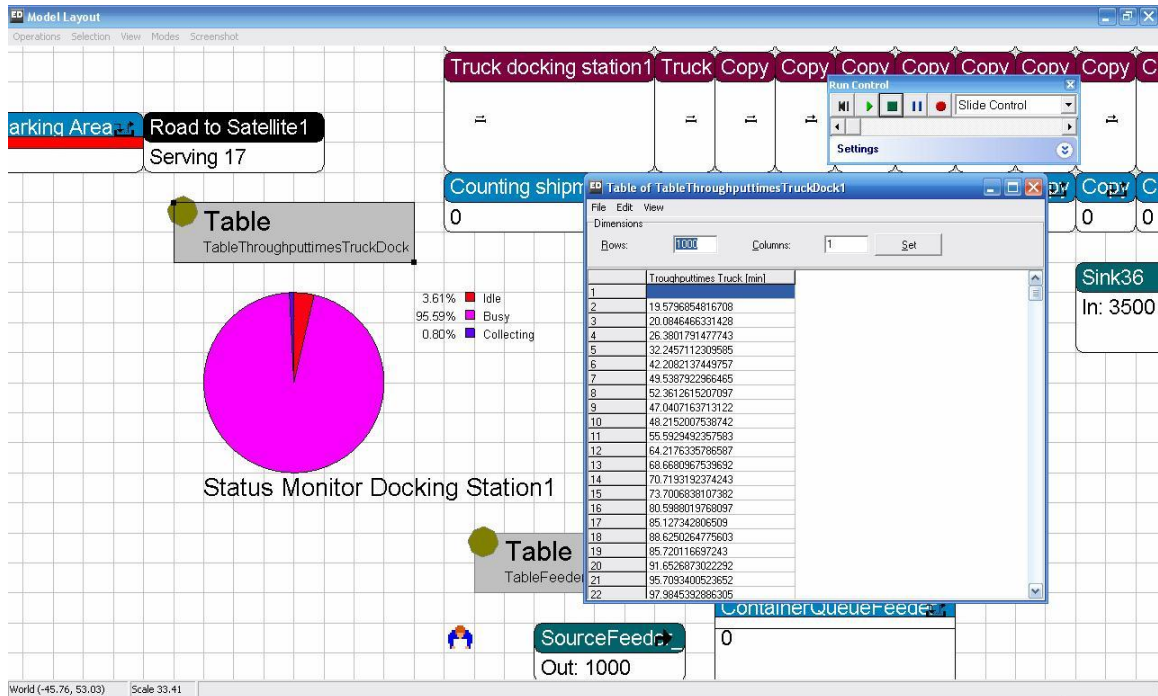 ED Model Layout
Operations Selection View Modes Screenshot
Truck docking station1 Truck Copy Copy Copy Copy Copy Copy
Run Control
Slide Control
Settings
arking Area
Road to Satellite1
Serving 17
Counting shipm
Copy
0
0
0
Table
TableThroughputtimesTruckDock
3.61% Idle
95.59% Busy
0.80% Collecting
Status Monitor Docking Station1
ED Table of TableThroughputtimesTruckDock1
File Edit View
Dimensions
Rows: 1000 Columns: 1 Set
Troughputtimes Truck [min]
1
2 19.5796854816708
3 20.0846466331428
4 26.3801791477743
5 32.2457112309585
6 42.2082137449757
7 49.5387922966465
8 52.3612615207097
9 47.0407163713122
10 48.2152007538742
11 55.5929492357583
12 64.2176335786587
13 68.6680967539692
14 70.7193192374243
15 73.7006838107382
16 80.5988019768097
17 85.127342806509
18 88.6250264775603
19 85.720116697243
20 91.6526873022292
21 95.7093400523652
22 97.9845392886305
Sink36
In: 3500
Table
TableFeeder
ContainerQueueFeeder
0
SourceFeeder
Out: 1000
World (-45.76, 53.03) Scale 33.41